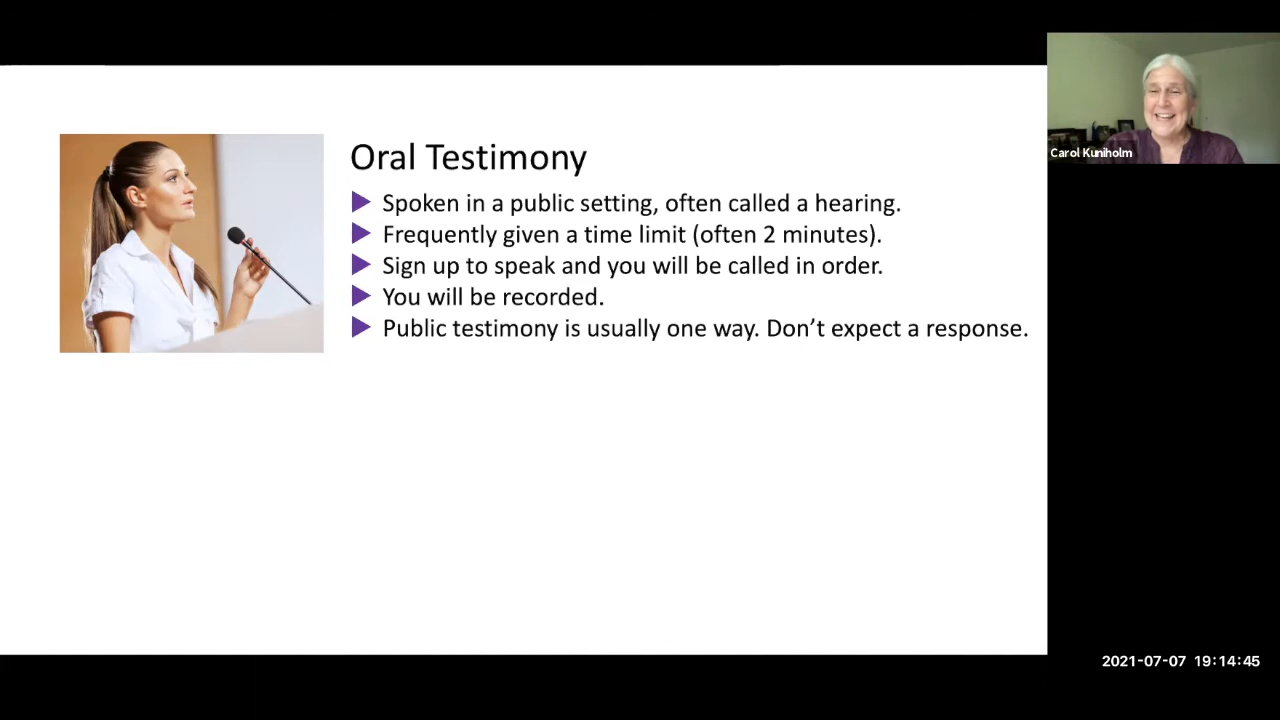 Oral Testimony
Spoken in a public setting, often called a hearing.
Frequently given a time limit (often 2 minutes).
Sign up to speak and you will be called in order.
You will be recorded.
Public testimony is usually one way. Don’t expect a response.
Carol Kuniholm
2021-07-07 19:14:45